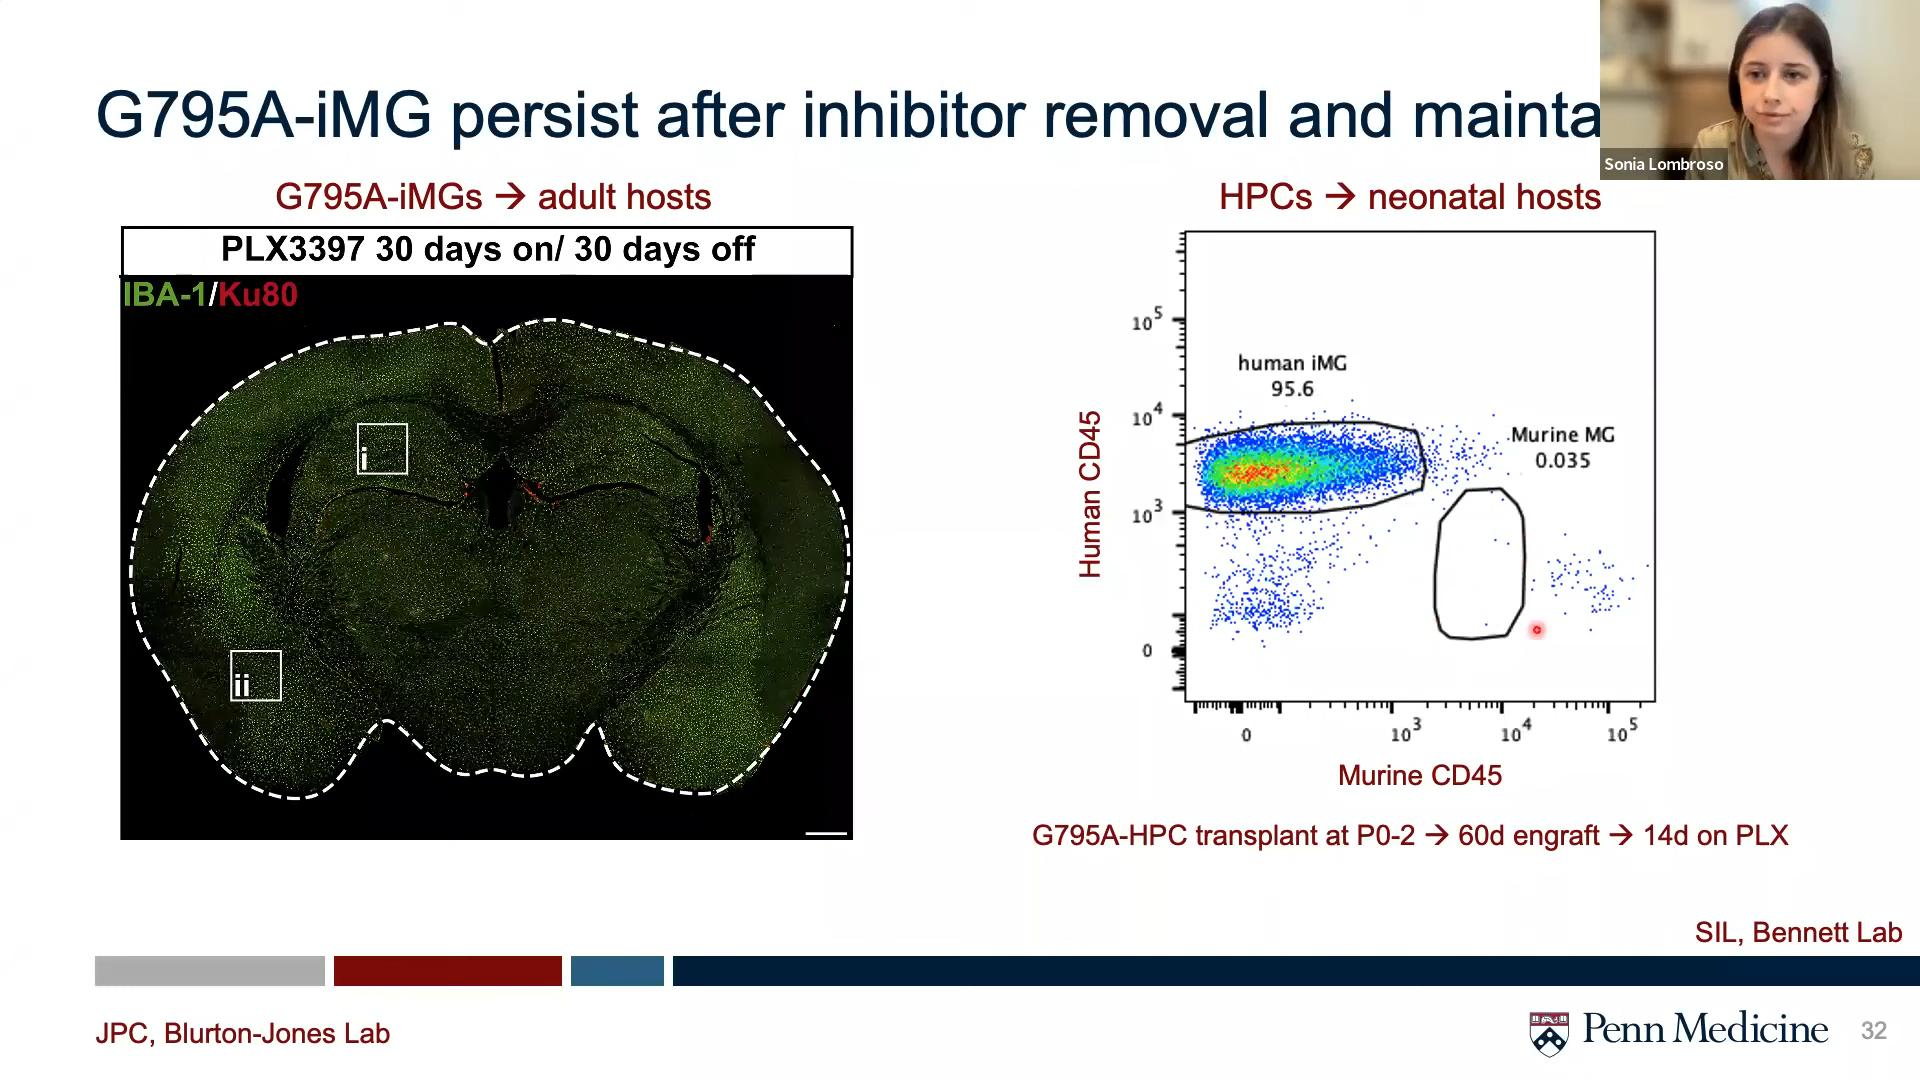 G795A-iMG persist after inhibitor removal and mainta
Sonia Lombroso
G795A-iMGs → adult hosts
PLX3397 30 days on/ 30 days off
IBA-1/Ku80
i
ii
HPCs → neonatal hosts
10^5
10^4
10^3
0
human iMG
95.6
Murine MG
0.035
Human CD45
0
10^3
10^4
10^5
Murine CD45
G795A-HPC transplant at P0-2 → 60d engraft → 14d on PLX
SIL, Bennett Lab
JPC, Blurton-Jones Lab
Penn Medicine
32